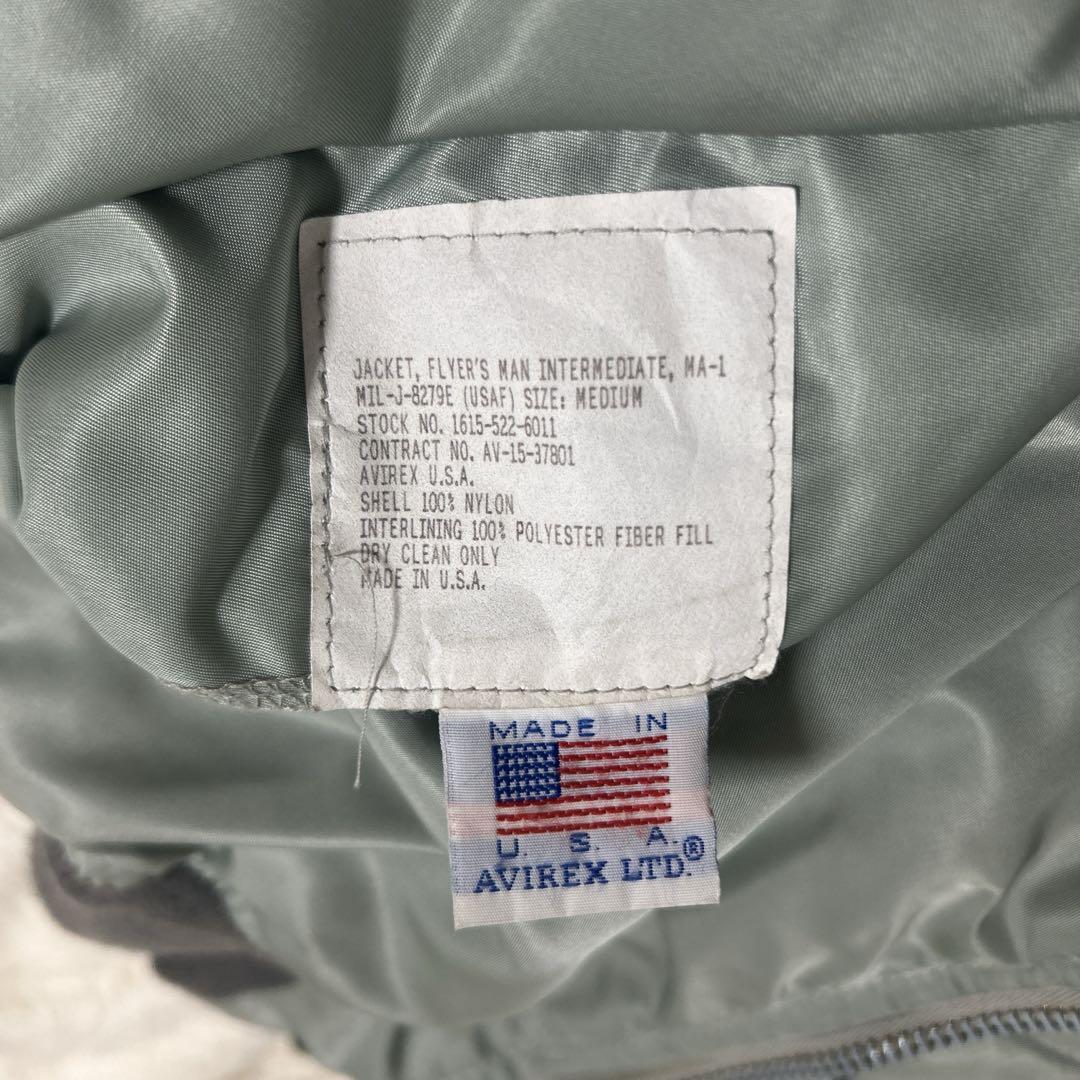 JACKET, FLYER'S MAN INTERMEDIATE, MA-1
MIL-J-8279E (USAF) SIZE: MEDIUM
STOCK NO. 1615-522-6011
CONTRACT NO. AV-15-37801
AVIREX U.S.A.
SHELL 100% NYLON
INTERLINING 100% POLYESTER FIBER FILL
DRY CLEAN ONLY
MADE IN U.S.A.
MADE IN
U. S. A.
AVIREX LTD.®